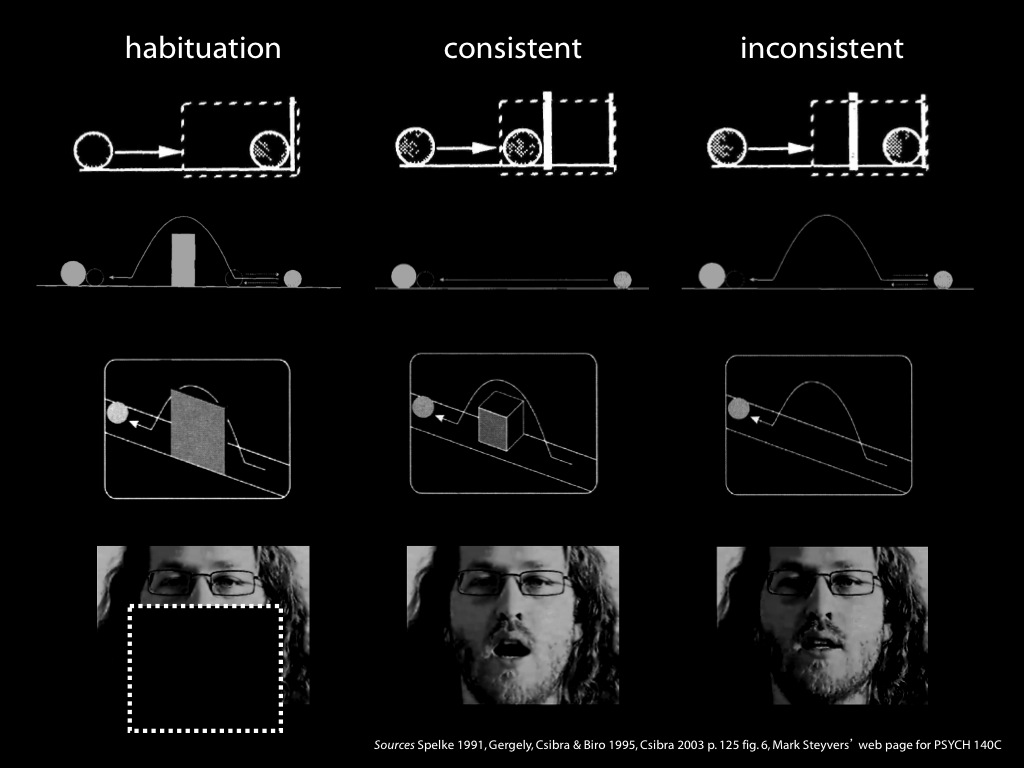 habituation consistent inconsistent
Sources Spelke 1991, Gergely, Csibra & Biro 1995, Csibra 2003 p. 125 fig. 6, Mark Steyvers’ web page for PSYCH 140C